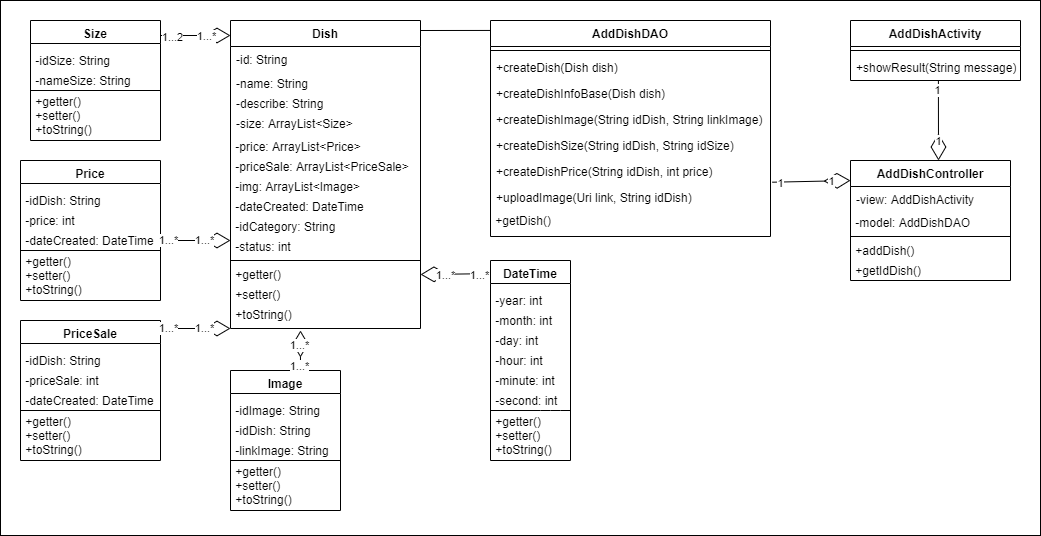 Size
-idSize: String
-nameSize: String
+getter()
+setter()
+toString()
1...2
1...*
Price
-idDish: String
-price: int
-dateCreated: DateTime
+getter()
+setter()
+toString()
1...*
1...*
PriceSale
-idDish: String
-priceSale: int
-dateCreated: DateTime
+getter()
+setter()
+toString()
1...*
1...*
Dish
-id: String
-name: String
-describe: String
-size: ArrayList<Size>
-price: ArrayList<Price>
-priceSale: ArrayList<PriceSale>
-img: ArrayList<Image>
-dateCreated: DateTime
-idCategory: String
-status: int
+getter()
+setter()
+toString()
1...*
Y
1...*
Image
-idImage: String
-idDish: String
-linkImage: String
+getter()
+setter()
+toString()
AddDishDAO
+createDish(Dish dish)
+createDishInfoBase(Dish dish)
+createDishImage(String idDish, String linkImage)
+createDishSize(String idDish, String idSize)
+createDishPrice(String idDish, int price)
+uploadImage(Uri link, String idDish)
+getDish()
1...*
1...*
DateTime
-year: int
-month: int
-day: int
-hour: int
-minute: int
-second: int
+getter()
+setter()
+toString()
AddDishActivity
+showResult(String message)
1
1
1
1
AddDishController
-view: AddDishActivity
-model: AddDishDAO
+addDish()
+getIdDish()